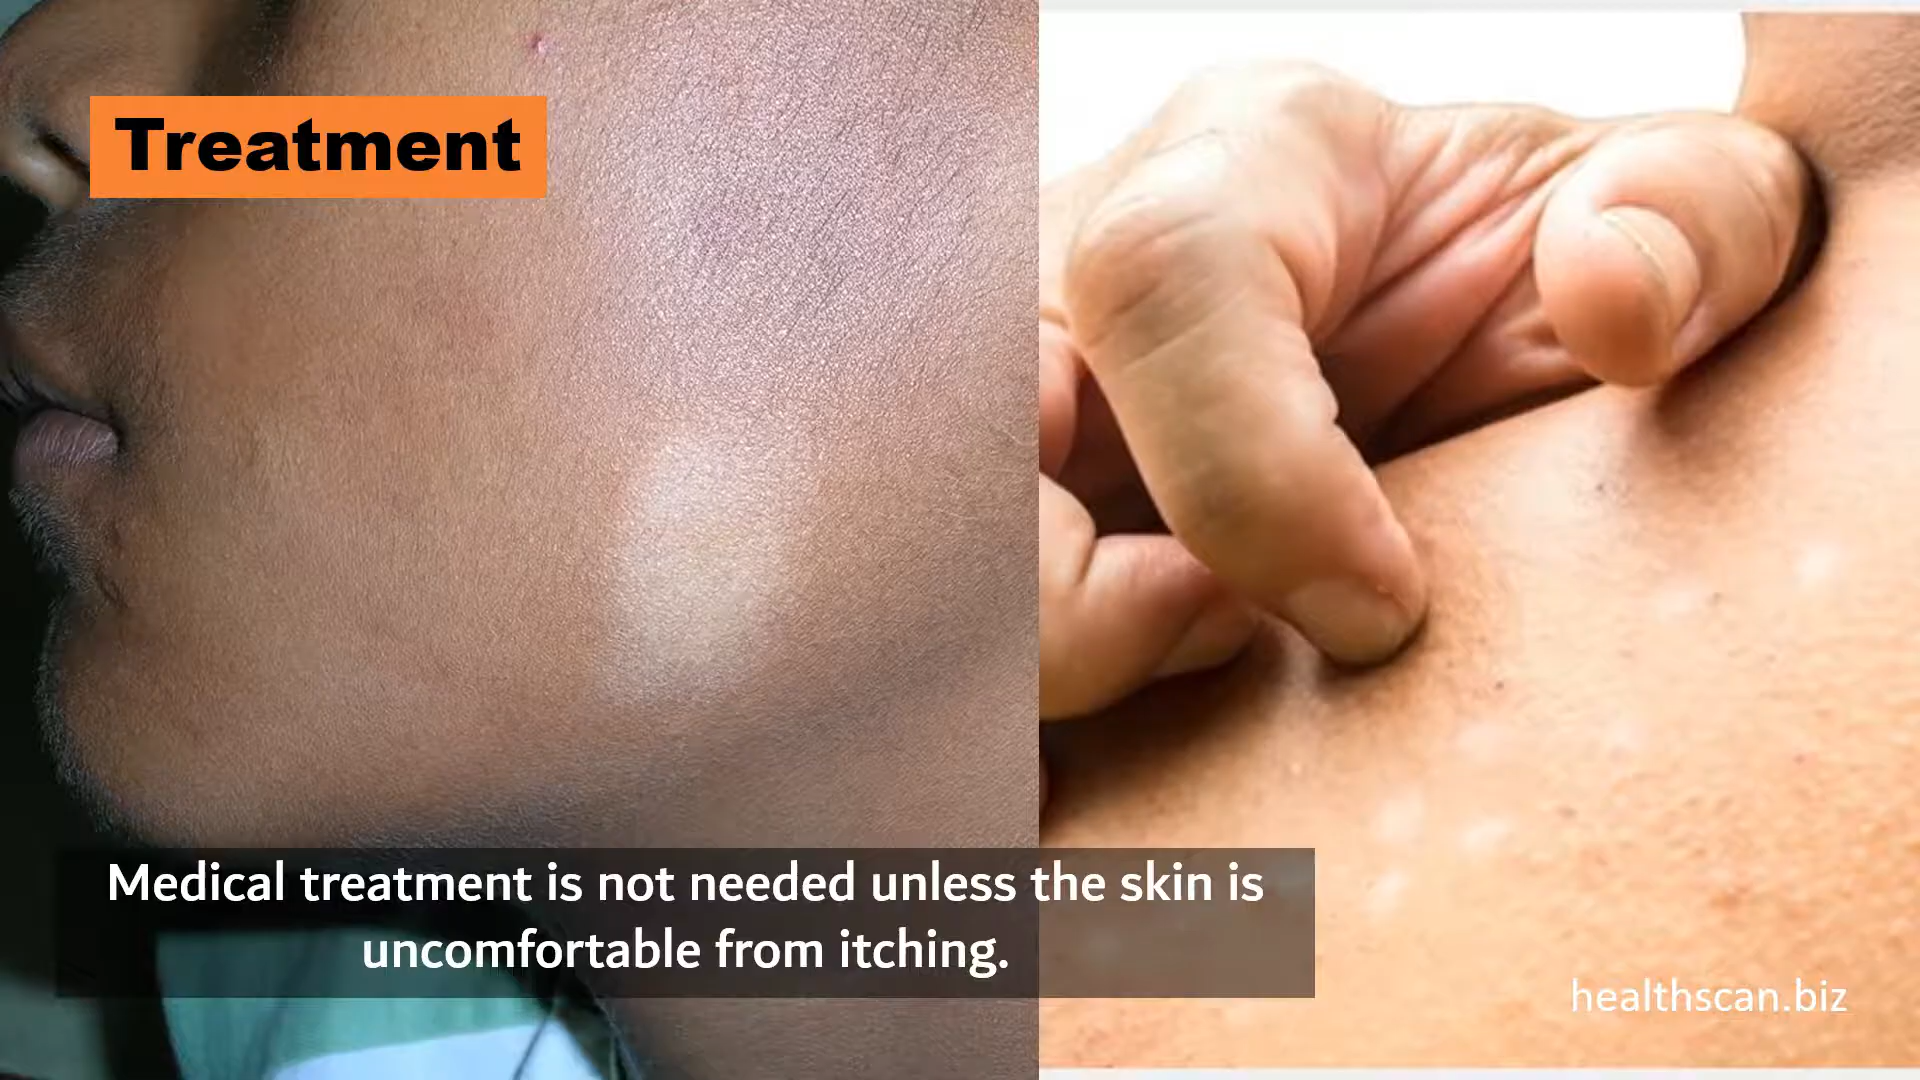 Treatment
Medical treatment is not needed unless the skin is
uncomfortable from itching.
healthscan.biz